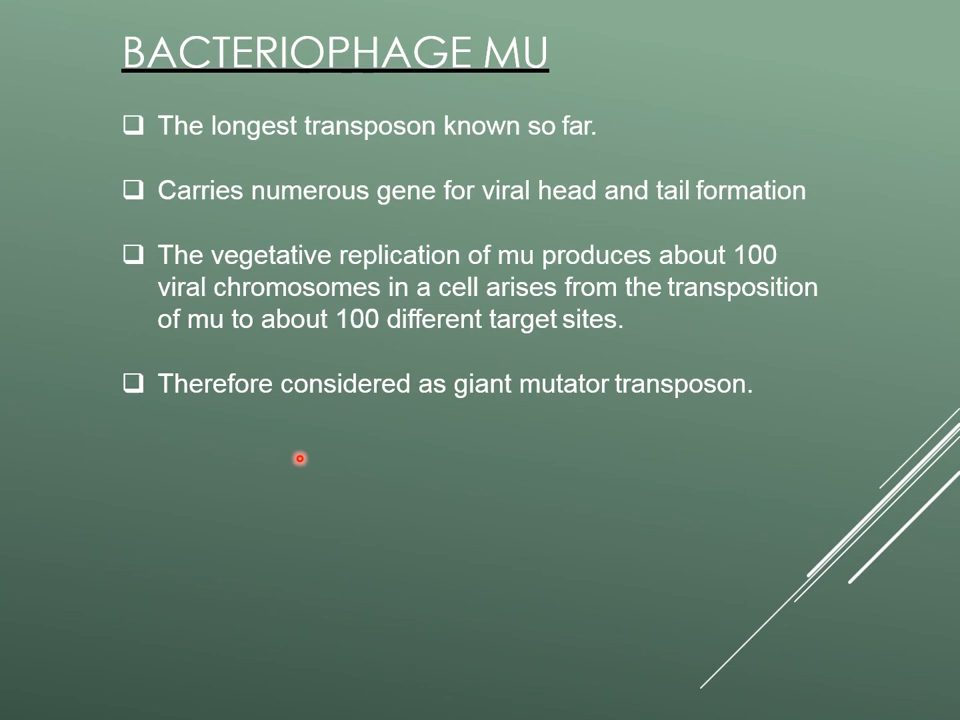 BACTERIOPHAGE MU
The longest transposon known so far.
Carries numerous gene for viral head and tail formation
The vegetative replication of mu produces about 100
viral chromosomes in a cell arises from the transposition
of mu to about 100 different target sites.
Therefore considered as giant mutator transposon.